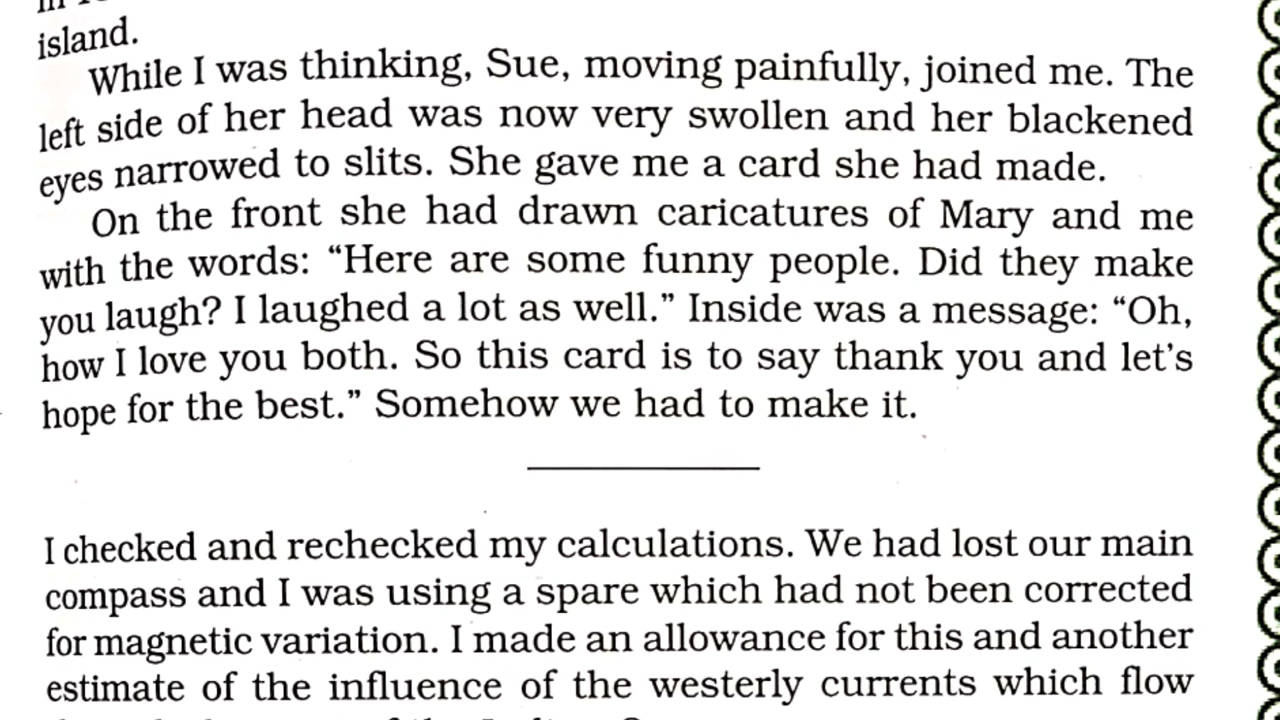 island.
While I was thinking, Sue, moving painfully, joined me. The
left side of her head was now very swollen and her blackened
eyes narrowed to slits. She gave me a card she had made.
On the front she had drawn caricatures of Mary and me
with the words: “Here are some funny people. Did they make
you laugh? I laughed a lot as well.” Inside was a message: “Oh,
how I love you both. So this card is to say thank you and let’s
hope for the best.” Somehow we had to make it.
I checked and rechecked my calculations. We had lost our main
compass and I was using a spare which had not been corrected
for magnetic variation. I made an allowance for this and another
estimate of the influence of the westerly currents which flow